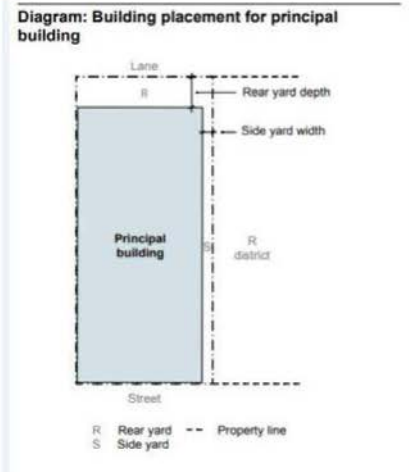 Diagram: Building placement for principal
building
Lane
R
Rear yard depth
Side yard width
Principal
building
S
R
district
Street
R Rear yard -- Property line
S Side yard